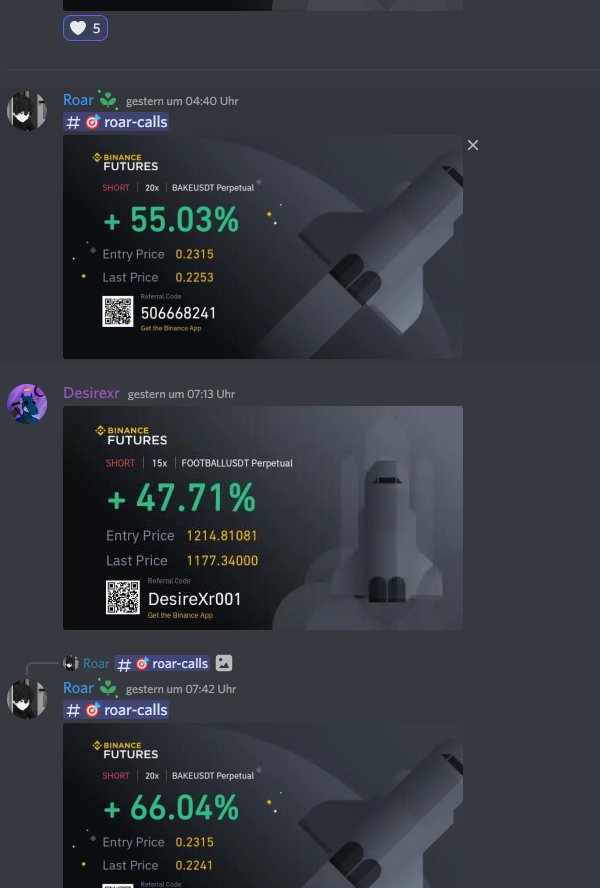 5
Roar gestern um 04:40 Uhr
# roar-calls
BINANCE
FUTURES
SHORT 20x BAKEUSDT Perpetual
+ 55.03%
Entry Price 0.2315
Last Price 0.2253
Referral Code
506668241
Get the Binance App
Desirexr gestern um 07:13 Uhr
BINANCE
FUTURES
SHORT 15x FOOTBALLUSDT Perpetual
+ 47.71%
Entry Price 1214.81081
Last Price 1177.34000
Referral Code
DesireXr001
Get the Binance App
Roar # roar-calls
Roar gestern um 07:42 Uhr
# roar-calls
BINANCE
FUTURES
SHORT 20x BAKEUSDT Perpetual
+ 66.04%
Entry Price 0.2315
Last Price 0.2241
Referral Code